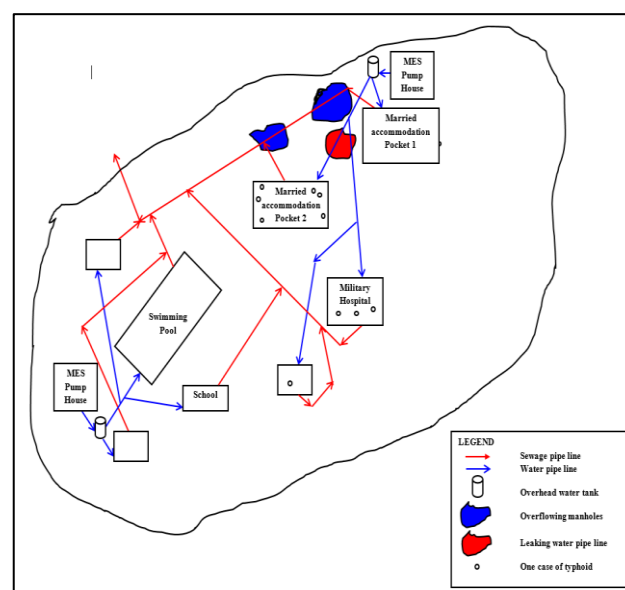 MES
Pump
House
Married
accommodation
Pocket 1
Married
accommodation
Pocket 2
Military
Hospital
Swimming
Pool
MES
Pump
House
School
LEGEND
Sewage pipe line
Water pipe line
Overhead water tank
Overflowing manholes
Leaking water pipe line
One case of typhoid